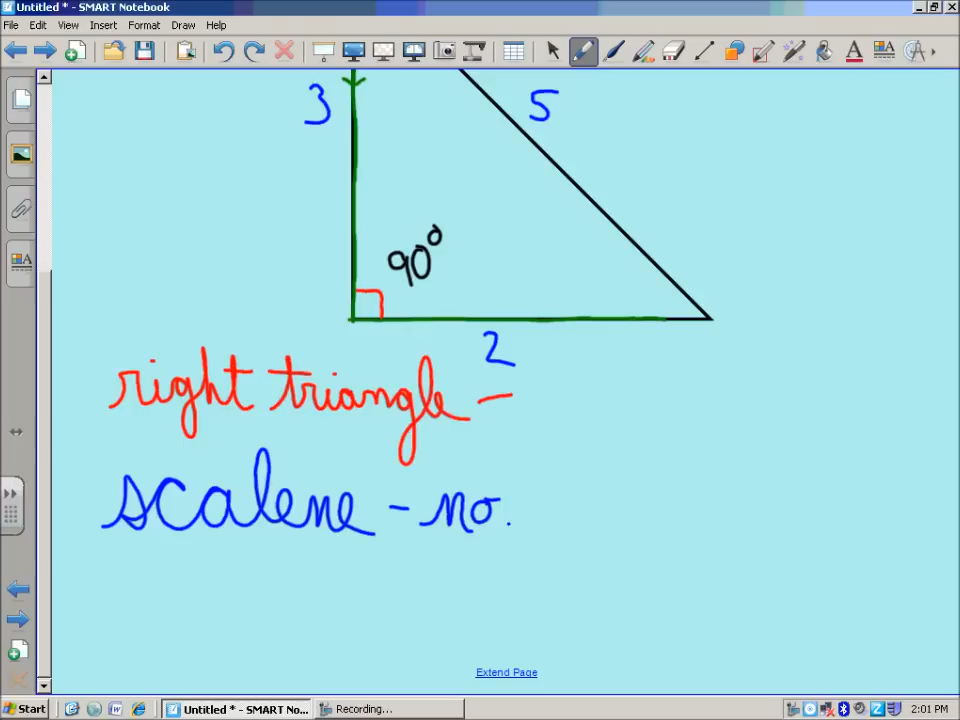 Untitled * - SMART Notebook
File Edit View Insert Format Draw Help
3
5
90°
2
right triangle -
scalene - no.
Extend Page
Start
Untitled * - SMART No...
Recording...
2:01 PM